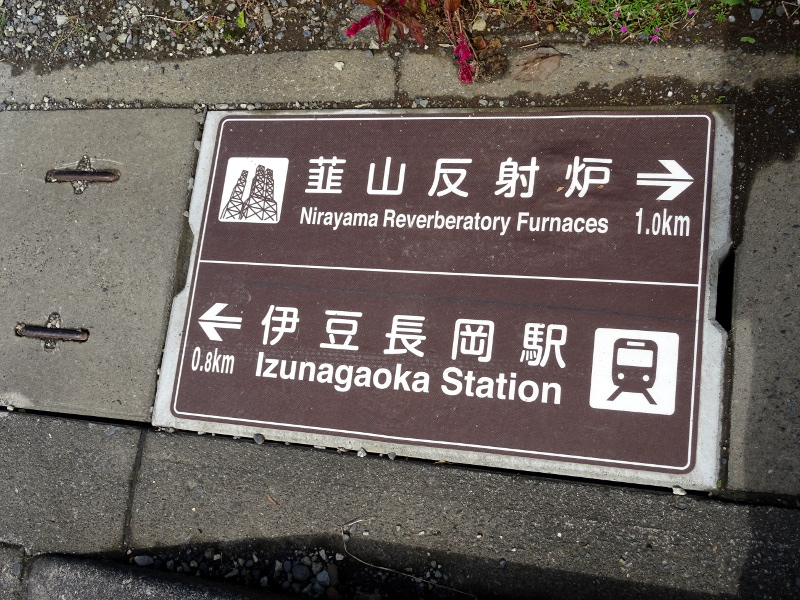 韮山反射炉
Nirayama Reverberatory Furnaces
1.0km
伊豆長岡駅
0.8km
Izunagaoka Station